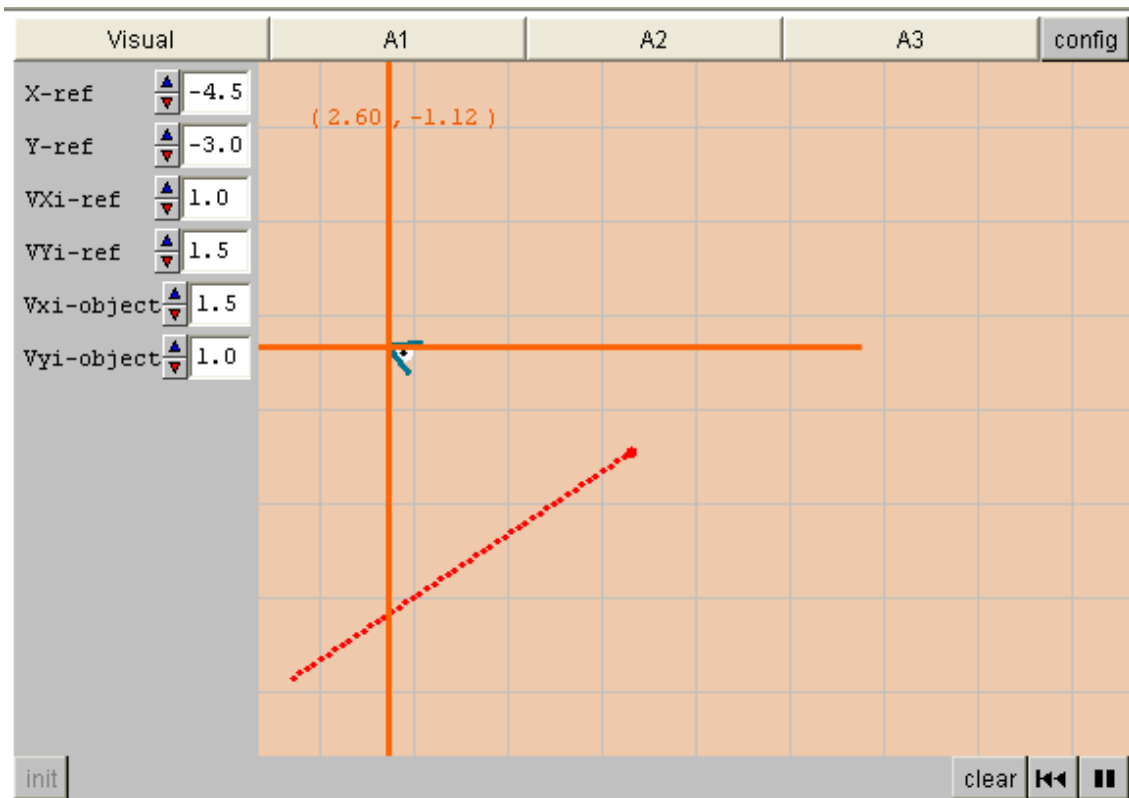 Visual A1 A2 A3 config
X-ref -4.5
Y-ref -3.0
VXi-ref 1.0
VYi-ref 1.5
Vxi-object 1.5
Vyi-object 1.0
( 2.60 , -1.12 )
init clear